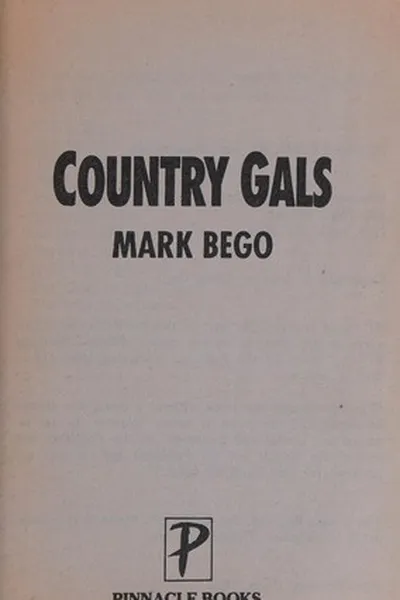 COUNTRY GALS
MARK BEGO
P
PINNACLE BOOKS